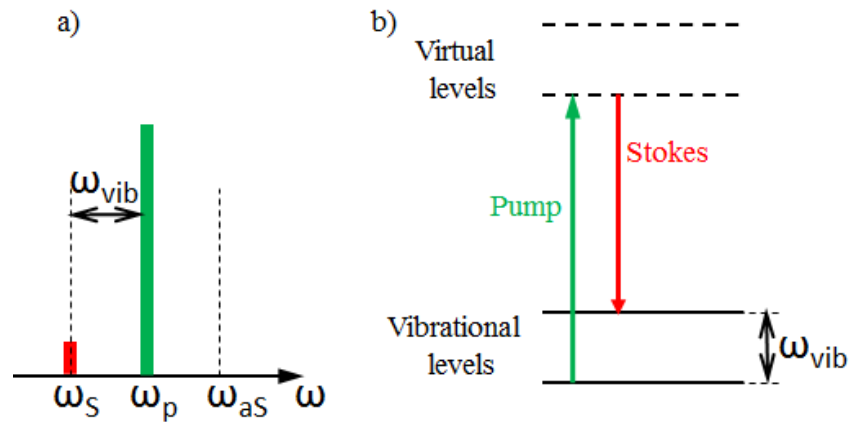 a)
ω_vib
ω_S
ω_p
ω_aS
ω
b)
Virtual
levels
Stokes
Pump
Vibrational
levels
ω_vib